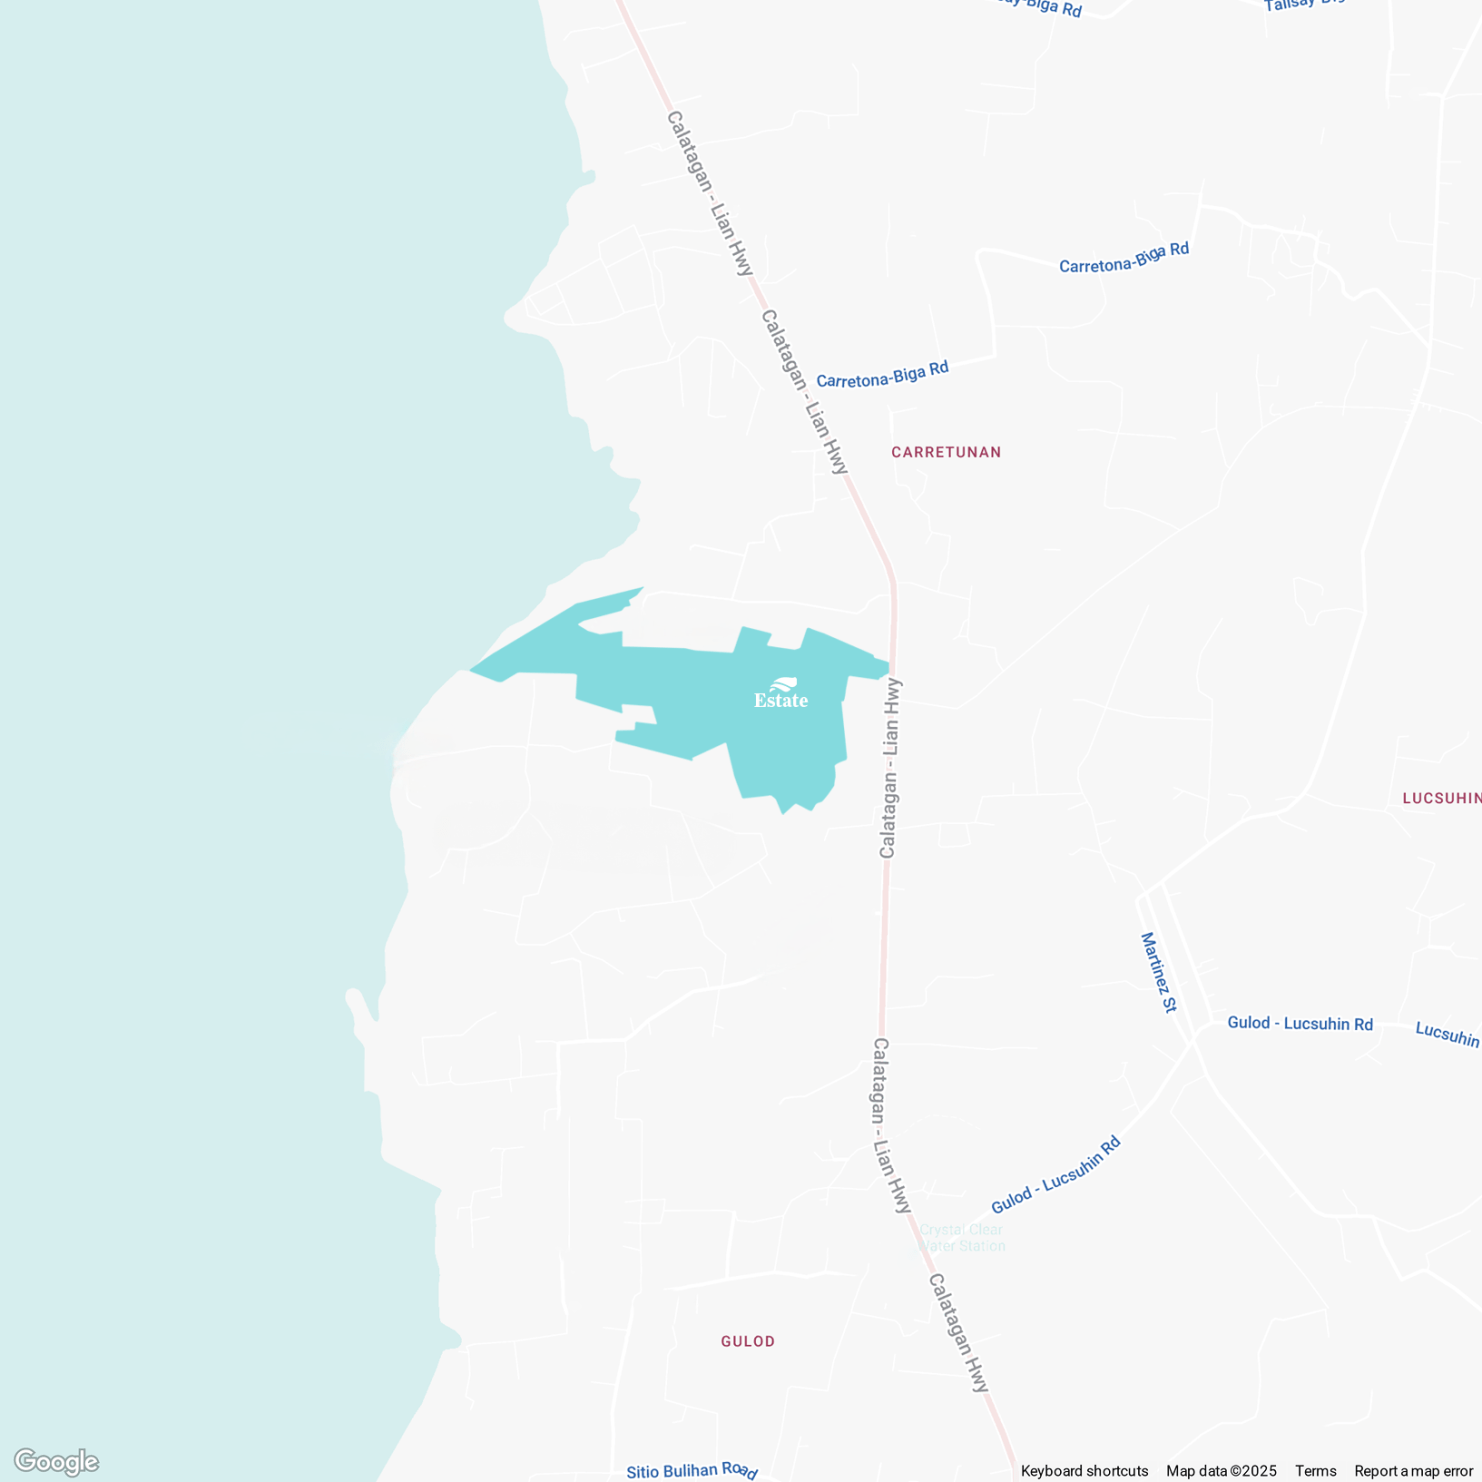 Biga Rd
Talisay
Calatagan - Lian Hwy
Carretona-Biga Rd
Calatagan - Lian Hwy
Carretona-Biga Rd
CARRETUNAN
Estate
Calatagan - Lian Hwy
LUCSUHIN
Martinez St
Gulod - Lucsuhin Rd
Lucsuhin
Calatagan - Lian Hwy
Gulod - Lucsuhin Rd
Crystal Clear
Water Station
Calatagan Hwy
GULOD
Sitio Bulihan Road
Google
Keyboard shortcuts
Map data ©2025
Terms
Report a map error